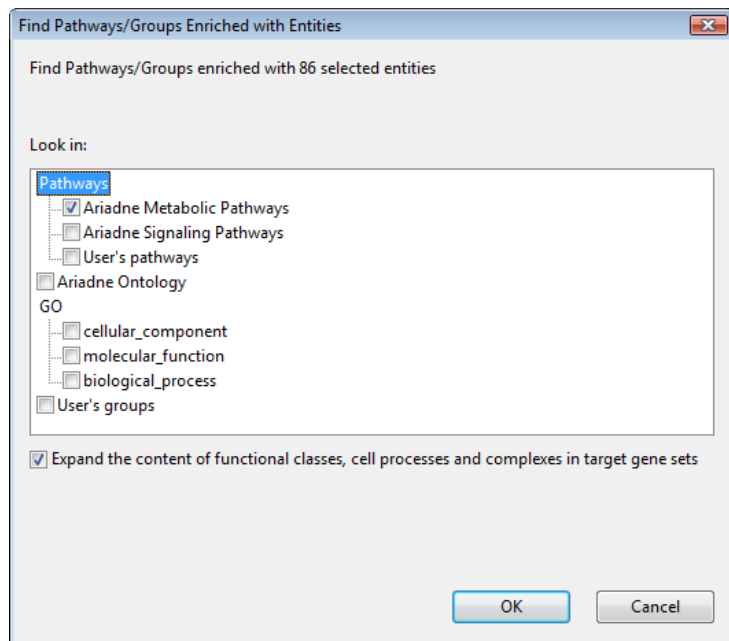 Find Pathways/Groups Enriched with Entities
Find Pathways/Groups enriched with 86 selected entities
Look in:
Pathways
Ariadne Metabolic Pathways
Ariadne Signaling Pathways
User's pathways
Ariadne Ontology
GO
cellular_component
molecular_function
biological_process
User's groups
Expand the content of functional classes, cell processes and complexes in target gene sets
OK Cancel